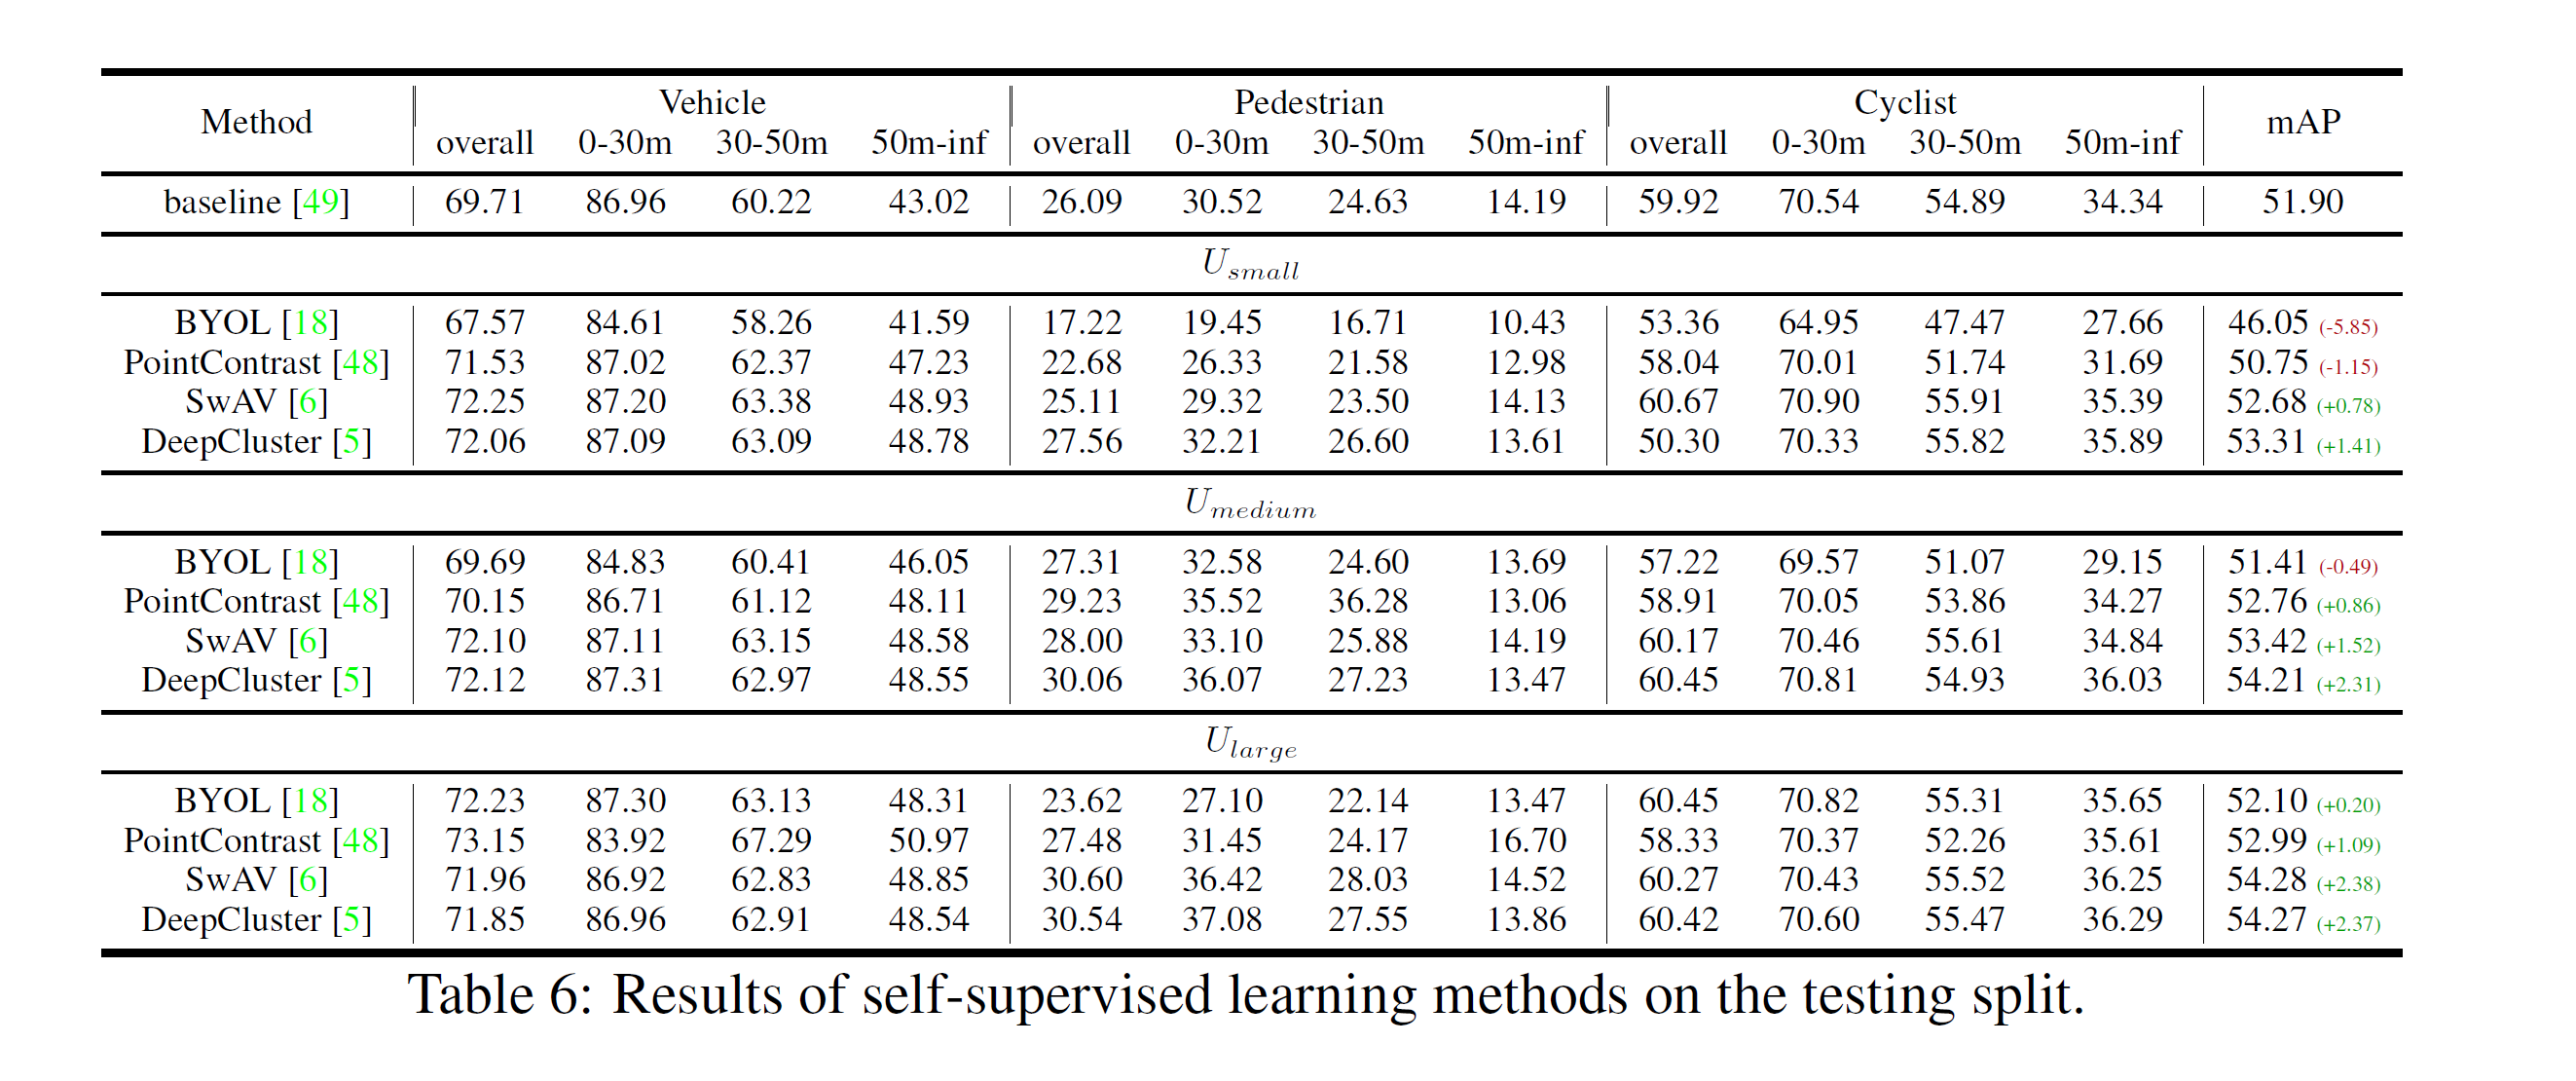 Method Vehicle Pedestrian Cyclist mAP
overall 0-30m 30-50m 50m-inf overall 0-30m 30-50m 50m-inf overall 0-30m 30-50m 50m-inf
baseline [49] 69.71 86.96 60.22 43.02 26.09 30.52 24.63 14.19 59.92 70.54 54.89 34.34 51.90
U_small
BYOL [18] 67.57 84.61 58.26 41.59 17.22 19.45 16.71 10.43 53.36 64.95 47.47 27.66 46.05 (-5.85)
PointContrast [48] 71.53 87.02 62.37 47.23 22.68 26.33 21.58 12.98 58.04 70.01 51.74 31.69 50.75 (-1.15)
SwAV [6] 72.25 87.20 63.38 48.93 25.11 29.32 23.50 14.13 60.67 70.90 55.91 35.39 52.68 (+0.78)
DeepCluster [5] 72.06 87.09 63.09 48.78 27.56 32.21 26.60 13.61 50.30 70.33 55.82 35.89 53.31 (+1.41)
U_medium
BYOL [18] 69.69 84.83 60.41 46.05 27.31 32.58 24.60 13.69 57.22 69.57 51.07 29.15 51.41 (-0.49)
PointContrast [48] 70.15 86.71 61.12 48.11 29.23 35.52 36.28 13.06 58.91 70.05 53.86 34.27 52.76 (+0.86)
SwAV [6] 72.10 87.11 63.15 48.58 28.00 33.10 25.88 14.19 60.17 70.46 55.61 34.84 53.42 (+1.52)
DeepCluster [5] 72.12 87.31 62.97 48.55 30.06 36.07 27.23 13.47 60.45 70.81 54.93 36.03 54.21 (+2.31)
U_large
BYOL [18] 72.23 87.30 63.13 48.31 23.62 27.10 22.14 13.47 60.45 70.82 55.31 35.65 52.10 (+0.20)
PointContrast [48] 73.15 83.92 67.29 50.97 27.48 31.45 24.17 16.70 58.33 70.37 52.26 35.61 52.99 (+1.09)
SwAV [6] 71.96 86.92 62.83 48.85 30.60 36.42 28.03 14.52 60.27 70.43 55.52 36.25 54.28 (+2.38)
DeepCluster [5] 71.85 86.96 62.91 48.54 30.54 37.08 27.55 13.86 60.42 70.60 55.47 36.29 54.27 (+2.37)
Table 6: Results of self-supervised learning methods on the testing split.